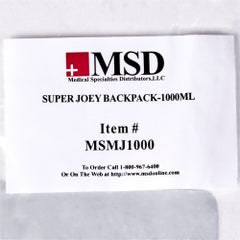 MSD
Medical Specialties Distributors,LLC
SUPER JOEY BACKPACK-1000ML
Item #
MSMJ1000
To Order Call 1-800-967-6400
Or On The Web at http://www.msdonline.com